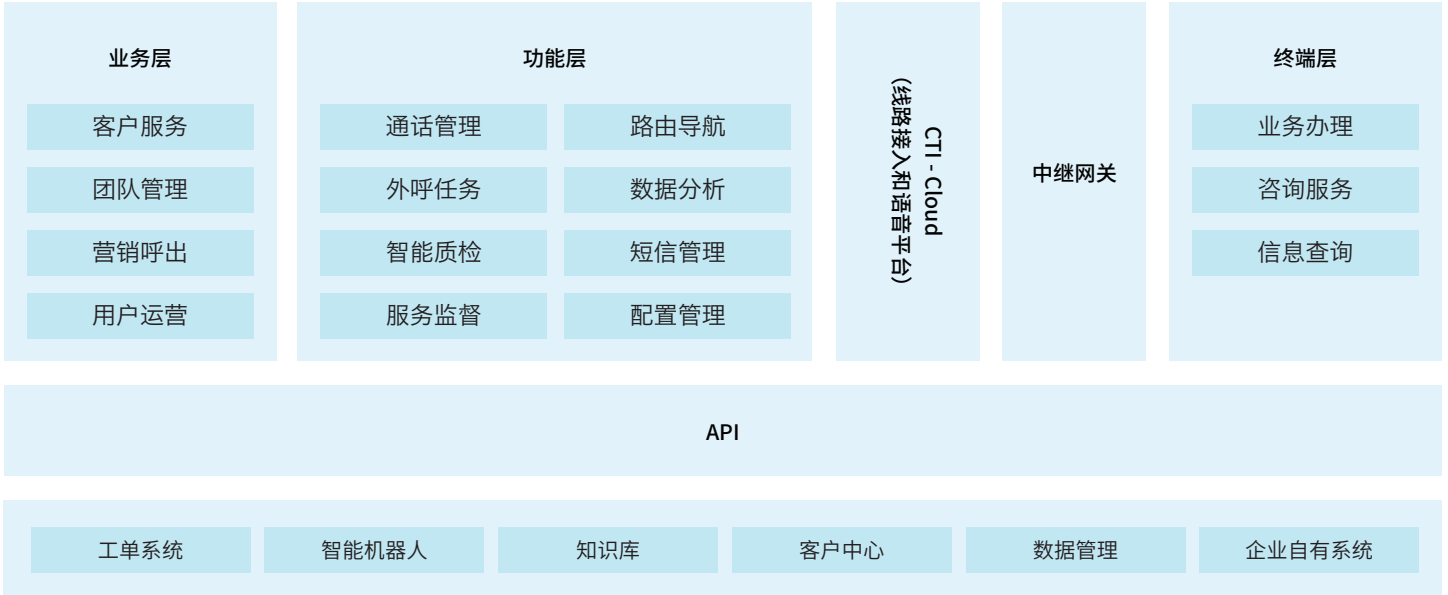 业务层
客户服务
团队管理
营销呼出
用户运营
功能层
通话管理
路由导航
外呼任务
数据分析
智能质检
短信管理
服务监督
配置管理
CTI - Cloud
（线路接入和语音平台）
中继网关
终端层
业务办理
咨询服务
信息查询
API
工单系统
智能机器人
知识库
客户中心
数据管理
企业自有系统